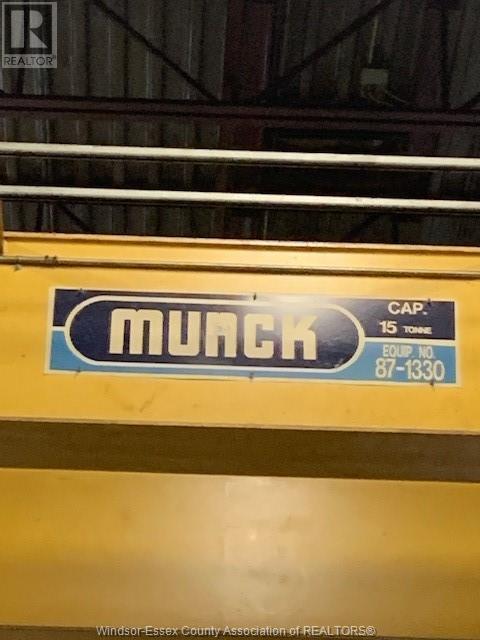 REALTOR®
MUNCK
CAP.
15 TONNE
EQUIP NO.
87-1330
Windsor-Essex County Association of REALTORS®